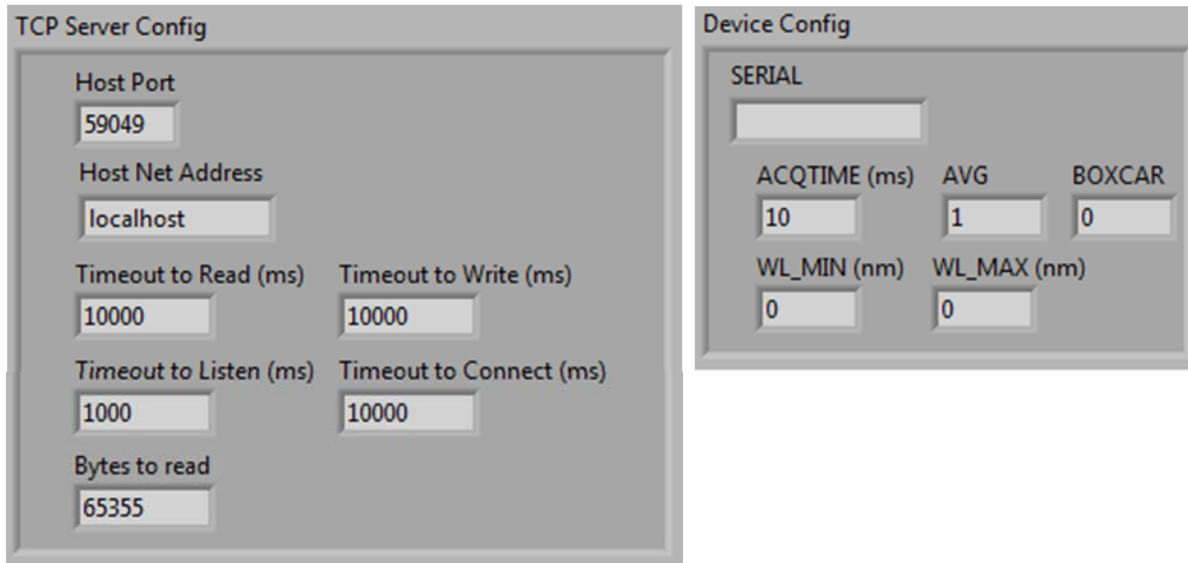 TCP Server Config
Host Port
59049
Host Net Address
localhost
Timeout to Read (ms) Timeout to Write (ms)
10000 10000
Timeout to Listen (ms) Timeout to Connect (ms)
1000 10000
Bytes to read
65355
Device Config
SERIAL
ACQTIME (ms) AVG BOXCAR
10 1 0
WL_MIN (nm) WL_MAX (nm)
0 0